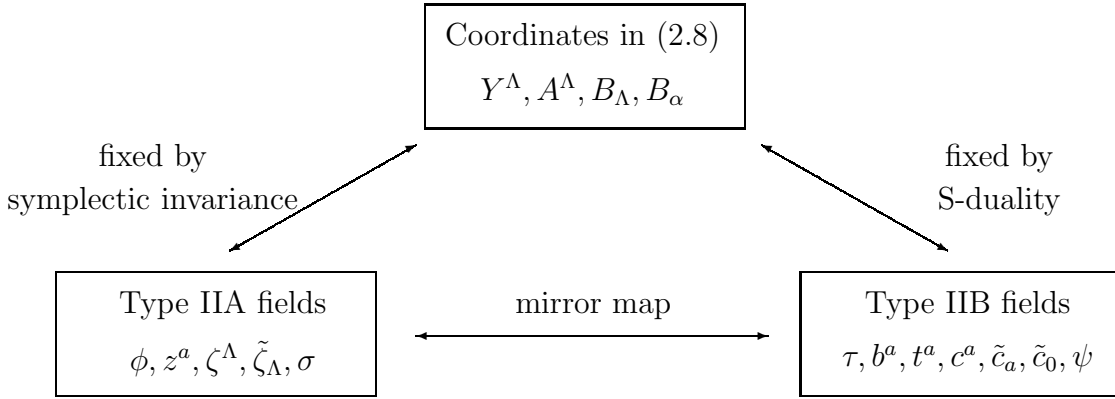 Coordinates in (2.8)
Y^Λ, A^Λ, B_Λ, B_α
fixed by
symplectic invariance
fixed by
S-duality
Type IIA fields
ϕ, z^a, ζ^Λ, ζ̃_Λ, σ
mirror map
Type IIB fields
τ, b^a, t^a, c^a, c̃_a, c̃_0, ψ